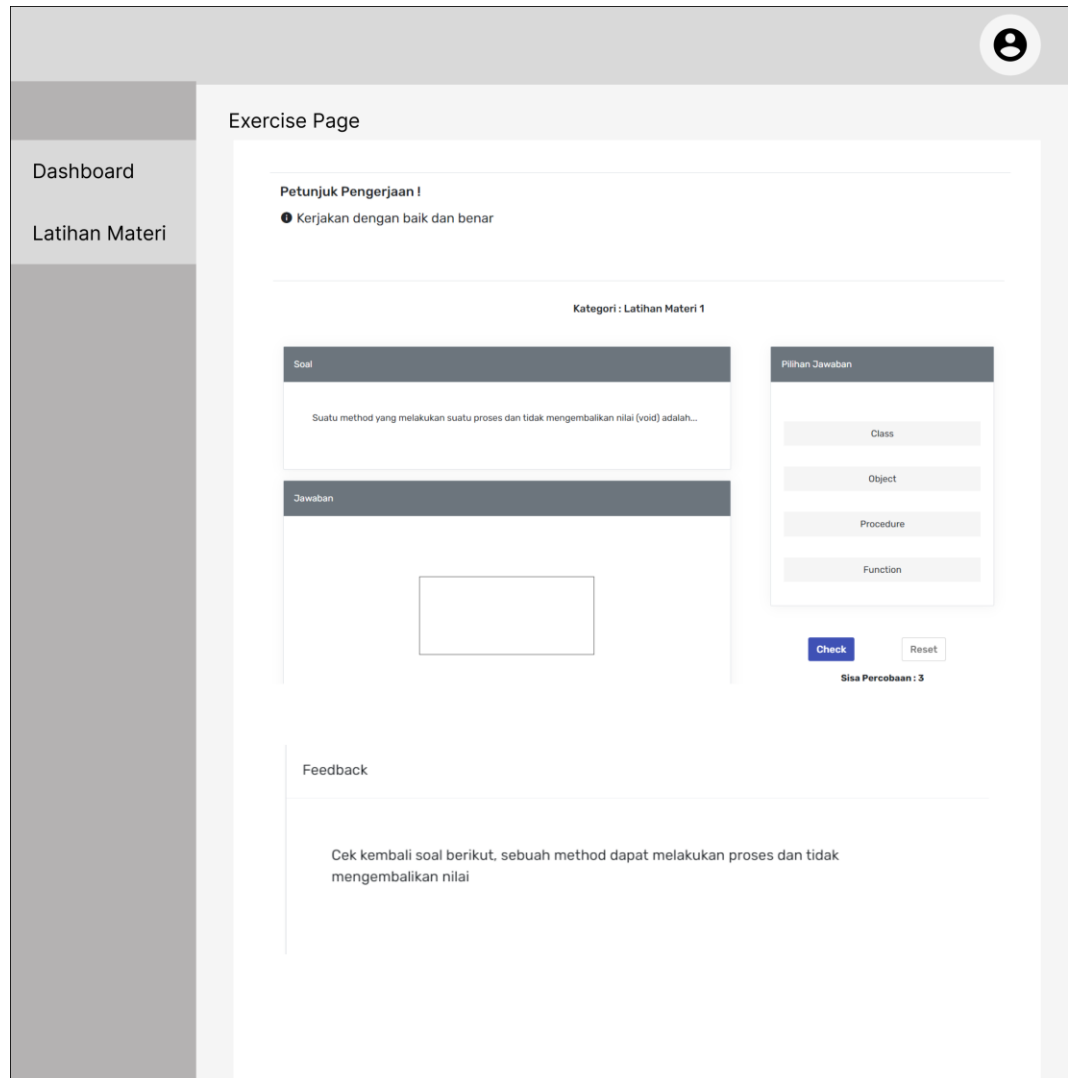 Exercise Page
Dashboard
Latihan Materi
Petunjuk Pengerjaan !
Kerjakan dengan baik dan benar
Kategori : Latihan Materi 1
Soal
Suatu method yang melakukan suatu proses dan tidak mengembalikan nilai (void) adalah...
Jawaban
Pilihan Jawaban
Class
Object
Procedure
Function
Check
Reset
Sisa Percobaan : 3
Feedback
Cek kembali soal berikut, sebuah method dapat melakukan proses dan tidak
mengembalikan nilai